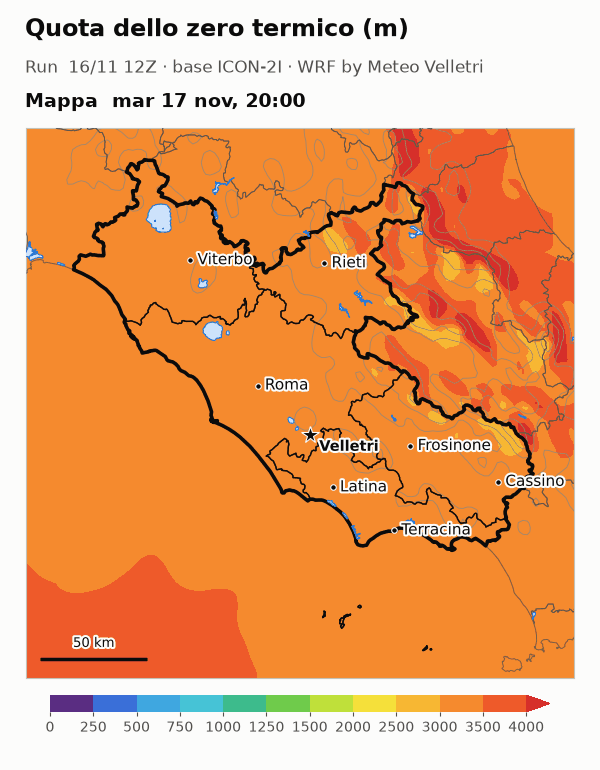 Quota dello zero termico (m)
Run  16/11 12Z · base ICON-2I · WRF by Meteo Velletri
Mappa  mar 17 nov, 20:00
Viterbo
Rieti
Roma
Velletri
Frosinone
Latina
Cassino
Terracina
50 km
0 250 500 750 1000 1250 1500 2000 2500 3000 3500 4000